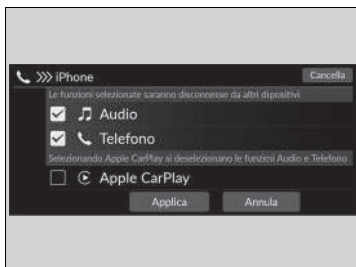 iPhone
Cancella
Le funzioni selezionate saranno disconnesse da altri dispositivi
Audio
Telefono
Selezionando Apple CarPlay si deselezionano le funzioni Audio e Telefono
Apple CarPlay
Applica
Annulla